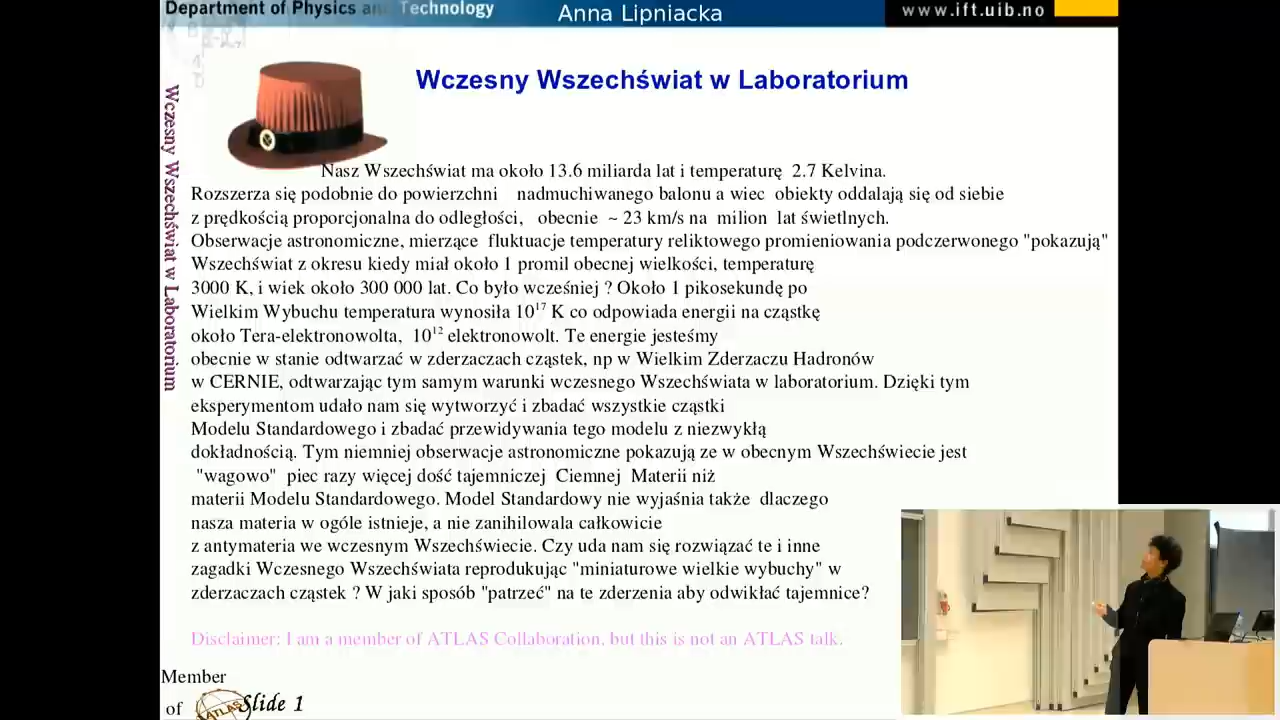 Department of Physics and Technology
Anna Lipniacka
www.ift.uib.no
Wczesny Wszechświat w Laboratorium
Wczesny Wszechświat w Laboratorium
Nasz Wszechświat ma około 13.6 miliarda lat i temperaturę 2.7 Kelvina.
Rozszerza się podobnie do powierzchni nadmuchiwanego balonu a wiec obiekty oddalają się od siebie
z prędkością proporcjonalna do odległości, obecnie ~ 23 km/s na milion lat świetlnych.
Obserwacje astronomiczne, mierzące fluktuacje temperatury reliktowego promieniowania podczerwonego "pokazują"
Wszechświat z okresu kiedy miał około 1 promil obecnej wielkości, temperaturę
3000 K, i wiek około 300 000 lat. Co było wcześniej ? Około 1 pikosekundę po
Wielkim Wybuchu temperatura wynosiła 10¹⁷ K co odpowiada energii na cząstkę
około Tera-elektronowolta, 10¹² elektronowolt. Te energie jesteśmy
obecnie w stanie odtwarzać w zderzaczach cząstek, np w Wielkim Zderzaczu Hadronów
w CERNIE, odtwarzając tym samym warunki wczesnego Wszechświata w laboratorium. Dzięki tym
eksperymentom udało nam się wytworzyć i zbadać wszystkie cząstki
Modelu Standardowego i zbadać przewidywania tego modelu z niezwykłą
dokładnością. Tym niemniej obserwacje astronomiczne pokazują ze w obecnym Wszechświecie jest
"wagowo" piec razy więcej dość tajemniczej Ciemnej Materii niż
materii Modelu Standardowego. Model Standardowy nie wyjaśnia także dlaczego
nasza materia w ogóle istnieje, a nie zanihilowala całkowicie
z antymateria we wczesnym Wszechświecie. Czy uda nam się rozwiązać te i inne
zagadki Wczesnego Wszechświata reprodukując "miniaturowe wielkie wybuchy" w
zderzaczach cząstek ? W jaki sposób "patrzeć" na te zderzenia aby odwikłać tajemnice?
Disclaimer: I am a member of ATLAS Collaboration, but this is not an ATLAS talk.
Member
of ATLAS Slide 1